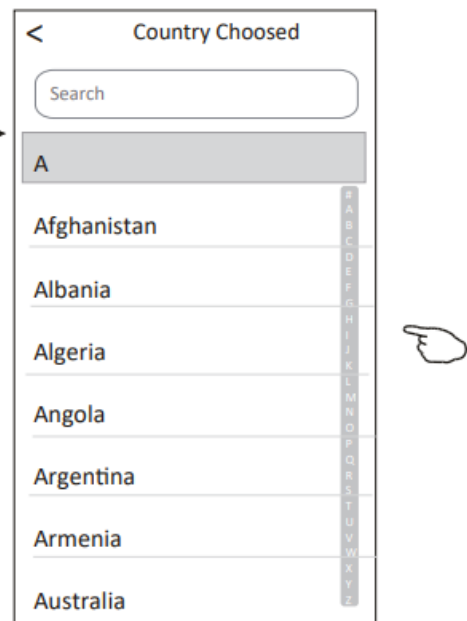 < Country Choosed
Search
A
Afghanistan
Albania
Algeria
Angola
Argentina
Armenia
Australia
#
A
B
C
D
E
F
G
H
I
J
K
L
M
N
O
P
Q
R
S
T
U
V
W
X
Y
Z